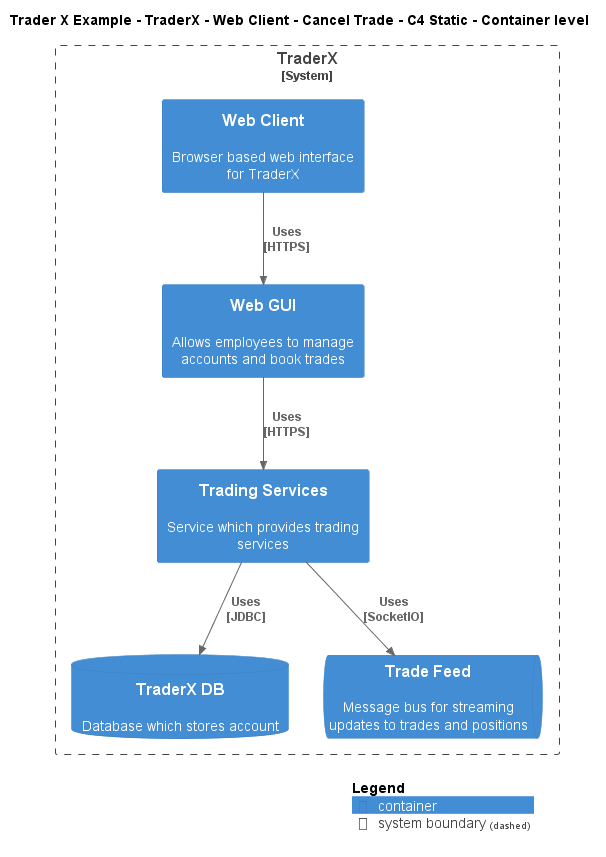 Trader X Example - TraderX - Web Client - Cancel Trade - C4 Static - Container level
TraderX
[System]
Web Client
Browser based web interface
for TraderX
Uses
[HTTPS]
Web GUI
Allows employees to manage
accounts and book trades
Uses
[HTTPS]
Trading Services
Service which provides trading
services
Uses
[JDBC]
Uses
[SocketIO]
TraderX DB
Database which stores account
Trade Feed
Message bus for streaming
updates to trades and positions
Legend
container
system boundary (dashed)